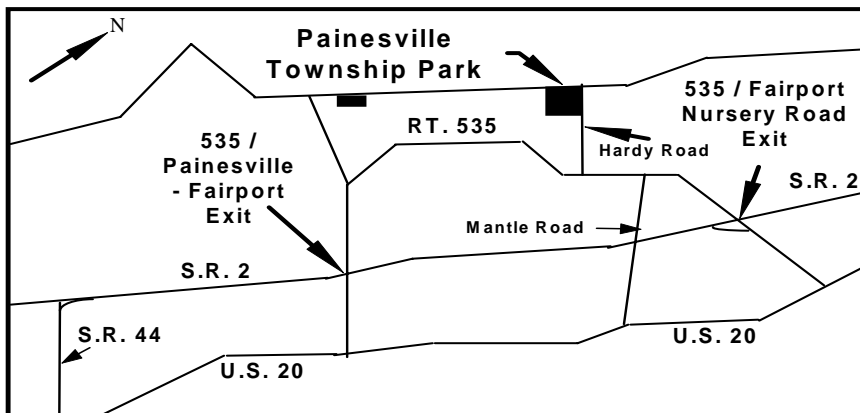 N
Painesville
Township Park
535 / Fairport
Nursery Road
Exit
535 /
Painesville
- Fairport
Exit
RT. 535
Hardy Road
S.R. 2
Mantle Road
S.R. 2
S.R. 44
U.S. 20
U.S. 20